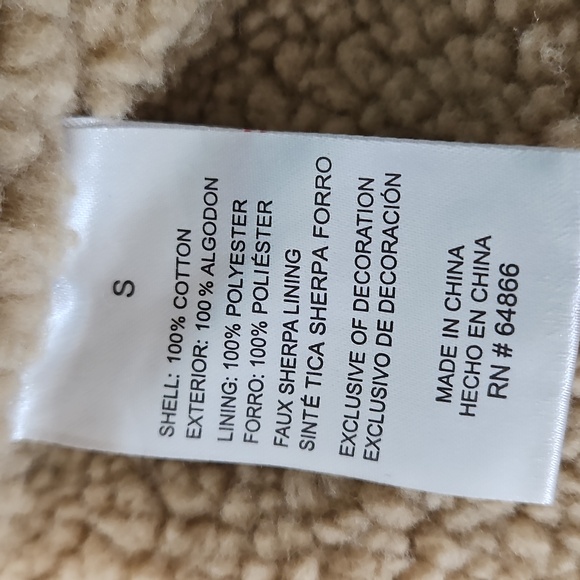 S
SHELL: 100% COTTON
EXTERIOR: 100% ALGODON
LINING: 100% POLYESTER
FORRO: 100% POLIÉSTER
FAUX SHERPA LINING
SINTÉ TICA SHERPA FORRO
EXCLUSIVE OF DECORATION
EXCLUSIVO DE DECORACIÓN
MADE IN CHINA
HECHO EN CHINA
RN # 64866